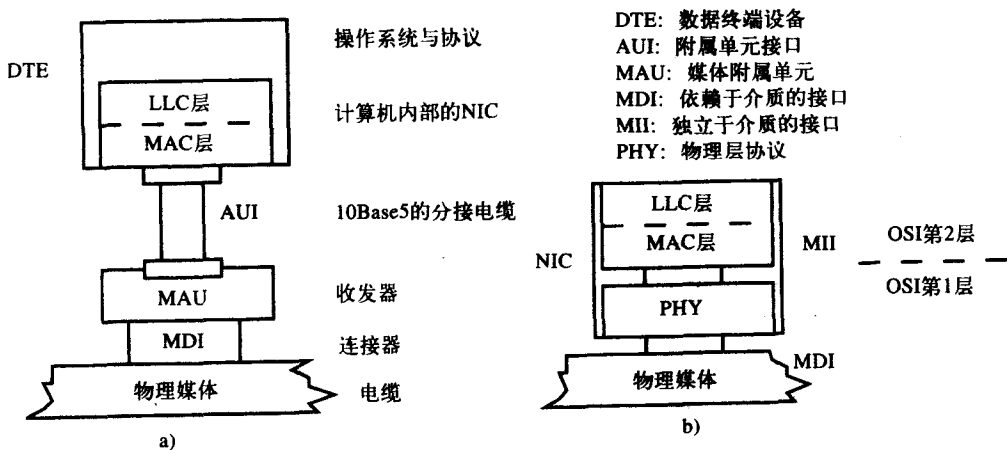 DTE
LLC层
MAC层
AUI
MAU
MDI
物理媒体
a)
操作系统与协议
计算机内部的NIC
10Base5的分接电缆
收发器
连接器
电缆
DTE: 数据终端设备
AUI: 附属单元接口
MAU: 媒体附属单元
MDI: 依赖于介质的接口
MII: 独立于介质的接口
PHY: 物理层协议
NIC
LLC层
MAC层
PHY
物理媒体
MII
MDI
OSI第2层
OSI第1层
b)